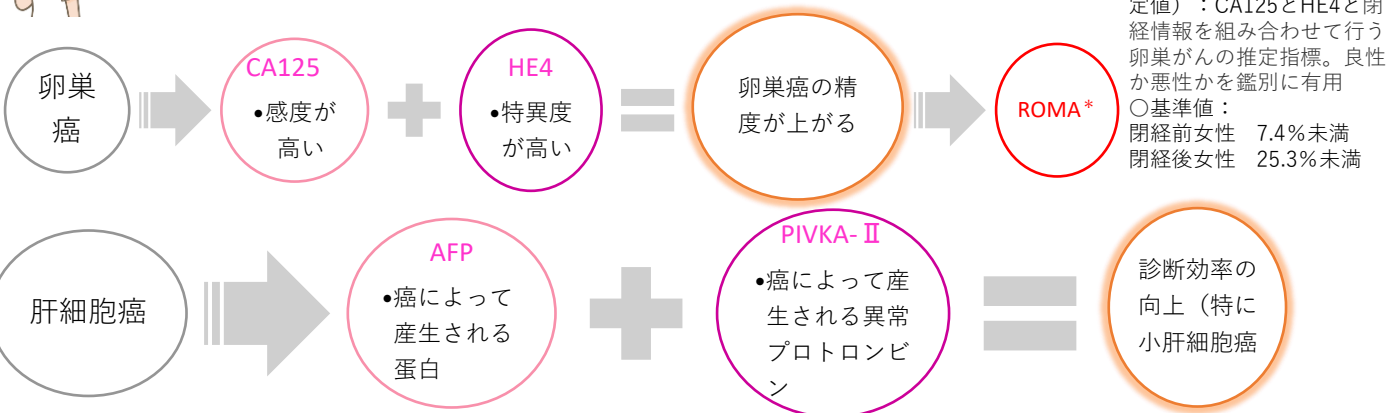 定値）：CA125とHE4と閉
経情報を組み合わせて行う
卵巣がんの推定指標。良性
か悪性かを鑑別に有用
○基準値：
閉経前女性　7.4％未満
閉経後女性　25.3％未満
卵巣
癌
CA125
•感度が
高い
HE4
•特異度
が高い
卵巣癌の精
度が上がる
ROMA*
肝細胞癌
AFP
•癌によって
産生される
蛋白
PIVKA-Ⅱ
•癌によって産
生される異常
プロトロンビ
ン
診断効率の
向上（特に
小肝細胞癌